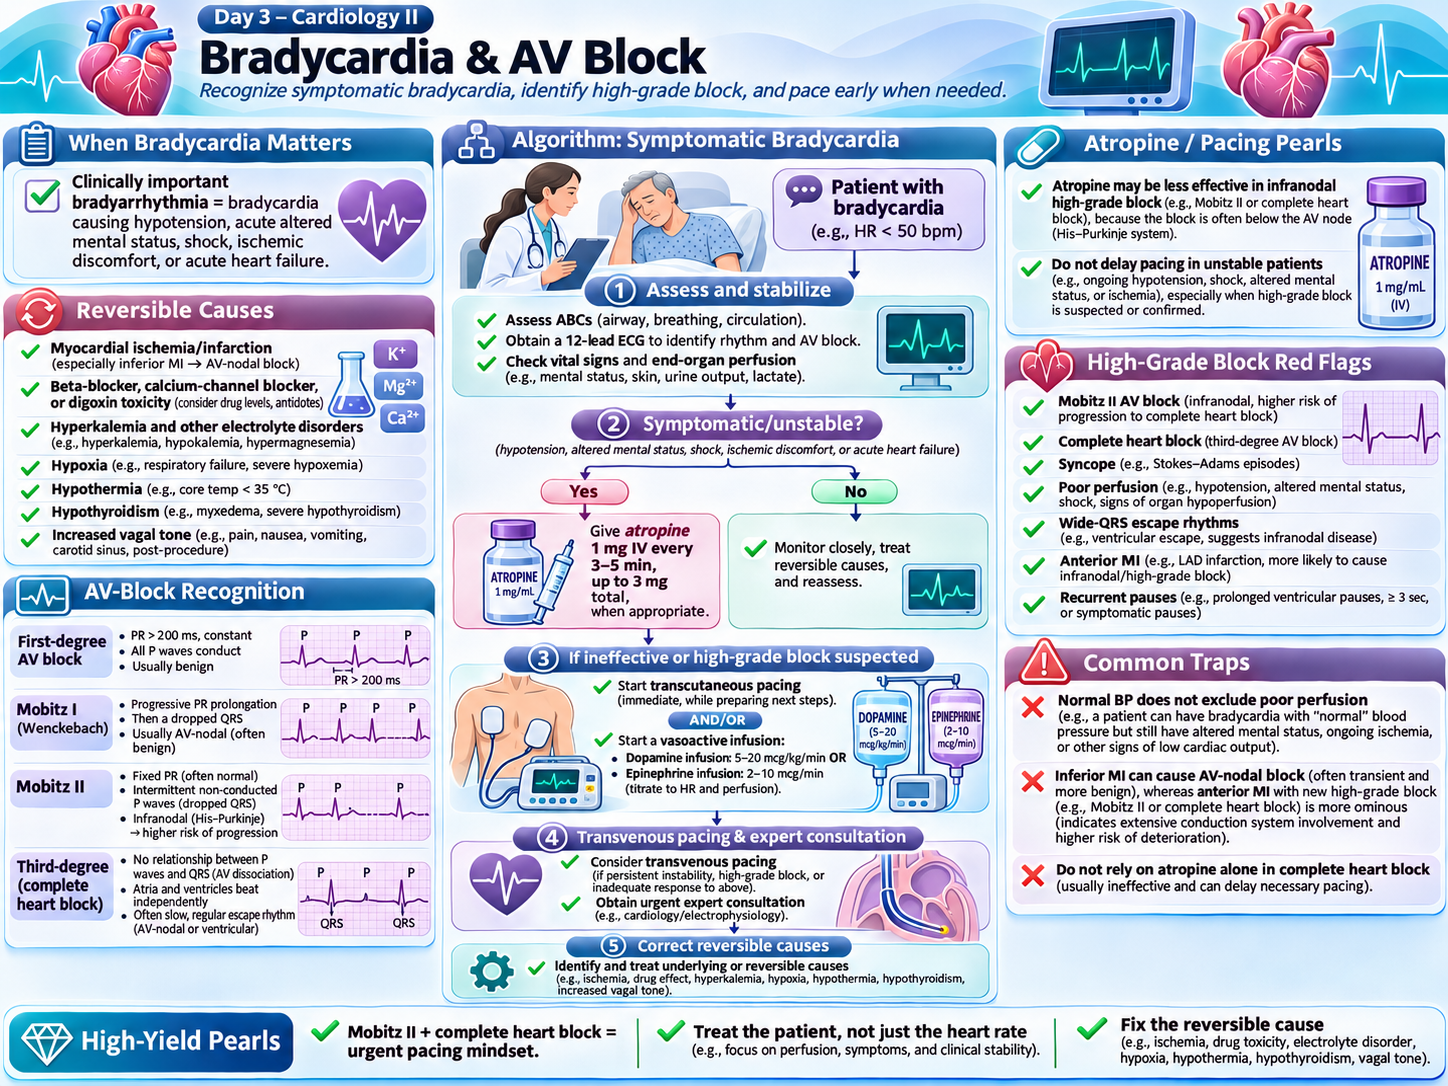 Day 3 – Cardiology II
Bradycardia & AV Block
Recognize symptomatic bradycardia, identify high-grade block, and pace early when needed.
When Bradycardia Matters
Clinically important
bradyarrhythmia = bradycardia
causing hypotension, acute altered
mental status, shock, ischemic
discomfort, or acute heart failure.
Reversible Causes
Myocardial ischemia/infarction
(especially inferior MI → AV-nodal block)
Beta-blocker, calcium-channel blocker,
or digoxin toxicity (consider drug levels, antidotes)
Hyperkalemia and other electrolyte disorders
(e.g., hyperkalemia, hypokalemia, hypermagnesemia)
Hypoxia (e.g., respiratory failure, severe hypoxemia)
Hypothermia (e.g., core temp < 35 °C)
Hypothyroidism (e.g., myxedema, severe hypothyroidism)
Increased vagal tone (e.g., pain, nausea, vomiting,
carotid sinus, post-procedure)
K⁺
Mg²⁺
Ca²⁺
AV-Block Recognition
First-degree
AV block
• PR > 200 ms, constant
• All P waves conduct
• Usually benign
P P P
PR > 200 ms
Mobitz I
(Wenckebach)
• Progressive PR prolongation
• Then a dropped QRS
• Usually AV-nodal (often
benign)
P P P P
Mobitz II
• Fixed PR (often normal)
• Intermittent non-conducted
P waves (dropped QRS)
• Infranodal (His–Purkinje)
→ higher risk of progression
P P P
Third-degree
(complete
heart block)
• No relationship between P
waves and QRS (AV dissociation)
• Atria and ventricles beat
independently
• Often slow, regular escape rhythm
(AV-nodal or ventricular)
P P P
QRS QRS
Algorithm: Symptomatic Bradycardia
Patient with
bradycardia
(e.g., HR < 50 bpm)
1 Assess and stabilize
Assess ABCs (airway, breathing, circulation).
Obtain a 12-lead ECG to identify rhythm and AV block.
Check vital signs and end-organ perfusion
(e.g., mental status, skin, urine output, lactate).
2 Symptomatic/unstable?
(hypotension, altered mental status, shock, ischemic discomfort, or acute heart failure)
Yes
No
ATROPINE
1 mg/mL
Give atropine
1 mg IV every
3–5 min,
up to 3 mg
total,
when appropriate.
Monitor closely, treat
reversible causes,
and reassess.
3 If ineffective or high-grade block suspected
Start transcutaneous pacing
(immediate, while preparing next steps).
AND/OR
Start a vasoactive infusion:
• Dopamine infusion: 5–20 mcg/kg/min OR
• Epinephrine infusion: 2–10 mcg/min
(titrate to HR and perfusion).
DOPAMINE
(5–20
mcg/kg/min)
EPINEPHRINE
(2–10
mcg/min)
4 Transvenous pacing & expert consultation
Consider transvenous pacing
(if persistent instability, high-grade block, or
inadequate response to above).
Obtain urgent expert consultation
(e.g., cardiology/electrophysiology).
5 Correct reversible causes
Identify and treat underlying or reversible causes
(e.g., ischemia, drug effect, hyperkalemia, hypoxia, hypothermia, hypothyroidism,
increased vagal tone).
Atropine / Pacing Pearls
Atropine may be less effective in infranodal
high-grade block (e.g., Mobitz II or complete heart
block), because the block is often below the AV node
(His–Purkinje system).
Do not delay pacing in unstable patients
(e.g., ongoing hypotension, shock, altered mental
status, or ischemia), especially when high-grade block
is suspected or confirmed.
ATROPINE
1 mg/mL
(IV)
High-Grade Block Red Flags
Mobitz II AV block (infranodal, higher risk of
progression to complete heart block)
Complete heart block (third-degree AV block)
Syncope (e.g., Stokes–Adams episodes)
Poor perfusion (e.g., hypotension, altered mental status,
shock, signs of organ hypoperfusion)
Wide-QRS escape rhythms
(e.g., ventricular escape, suggests infranodal disease)
Anterior MI (e.g., LAD infarction, more likely to cause
infranodal/high-grade block)
Recurrent pauses (e.g., prolonged ventricular pauses, ≥ 3 sec,
or symptomatic pauses)
Common Traps
Normal BP does not exclude poor perfusion
(e.g., a patient can have bradycardia with “normal” blood
pressure but still have altered mental status, ongoing ischemia,
or other signs of low cardiac output).
Inferior MI can cause AV-nodal block (often transient and
more benign), whereas anterior MI with new high-grade block
(e.g., Mobitz II or complete heart block) is more ominous
(indicates extensive conduction system involvement and
higher risk of deterioration).
Do not rely on atropine alone in complete heart block
(usually ineffective and can delay necessary pacing).
High-Yield Pearls
Mobitz II + complete heart block =
urgent pacing mindset.
Treat the patient, not just the heart rate
(e.g., focus on perfusion, symptoms, and clinical stability).
Fix the reversible cause
(e.g., ischemia, drug toxicity, electrolyte disorder,
hypoxia, hypothermia, hypothyroidism, vagal tone).